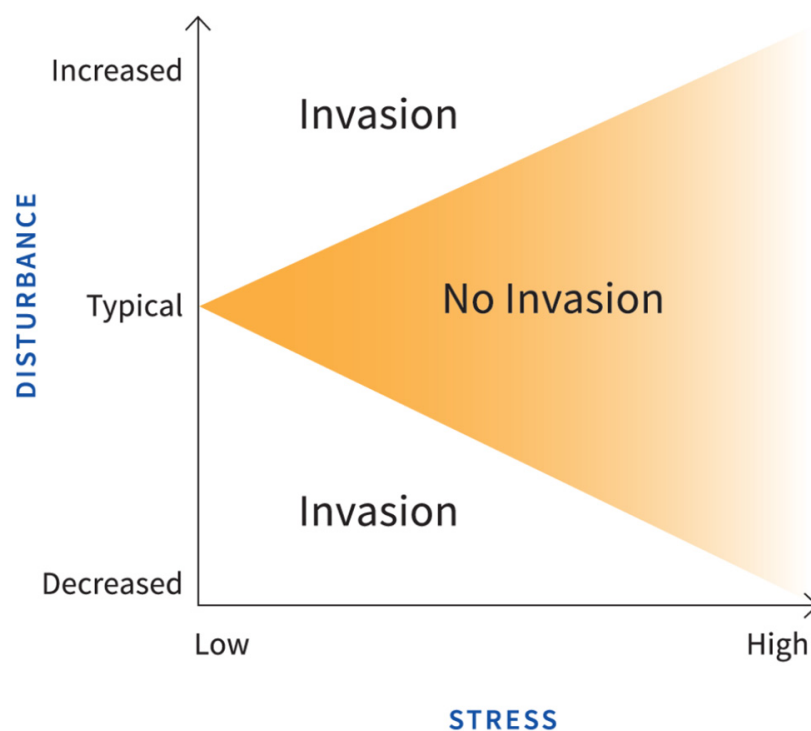 Increased
Invasion
DISTURBANCE
Typical
No Invasion
Invasion
Decreased
Low
High
STRESS